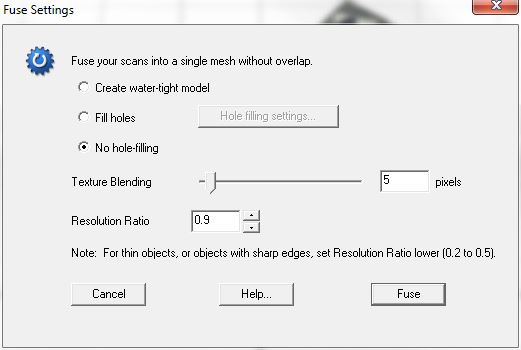 Fuse Settings
Fuse your scans into a single mesh without overlap.
Create water-tight model
Fill holes
Hole filling settings...
No hole-filling
Texture Blending 5 pixels
Resolution Ratio 0.9
Note: For thin objects, or objects with sharp edges, set Resolution Ratio lower (0.2 to 0.5).
Cancel Help... Fuse